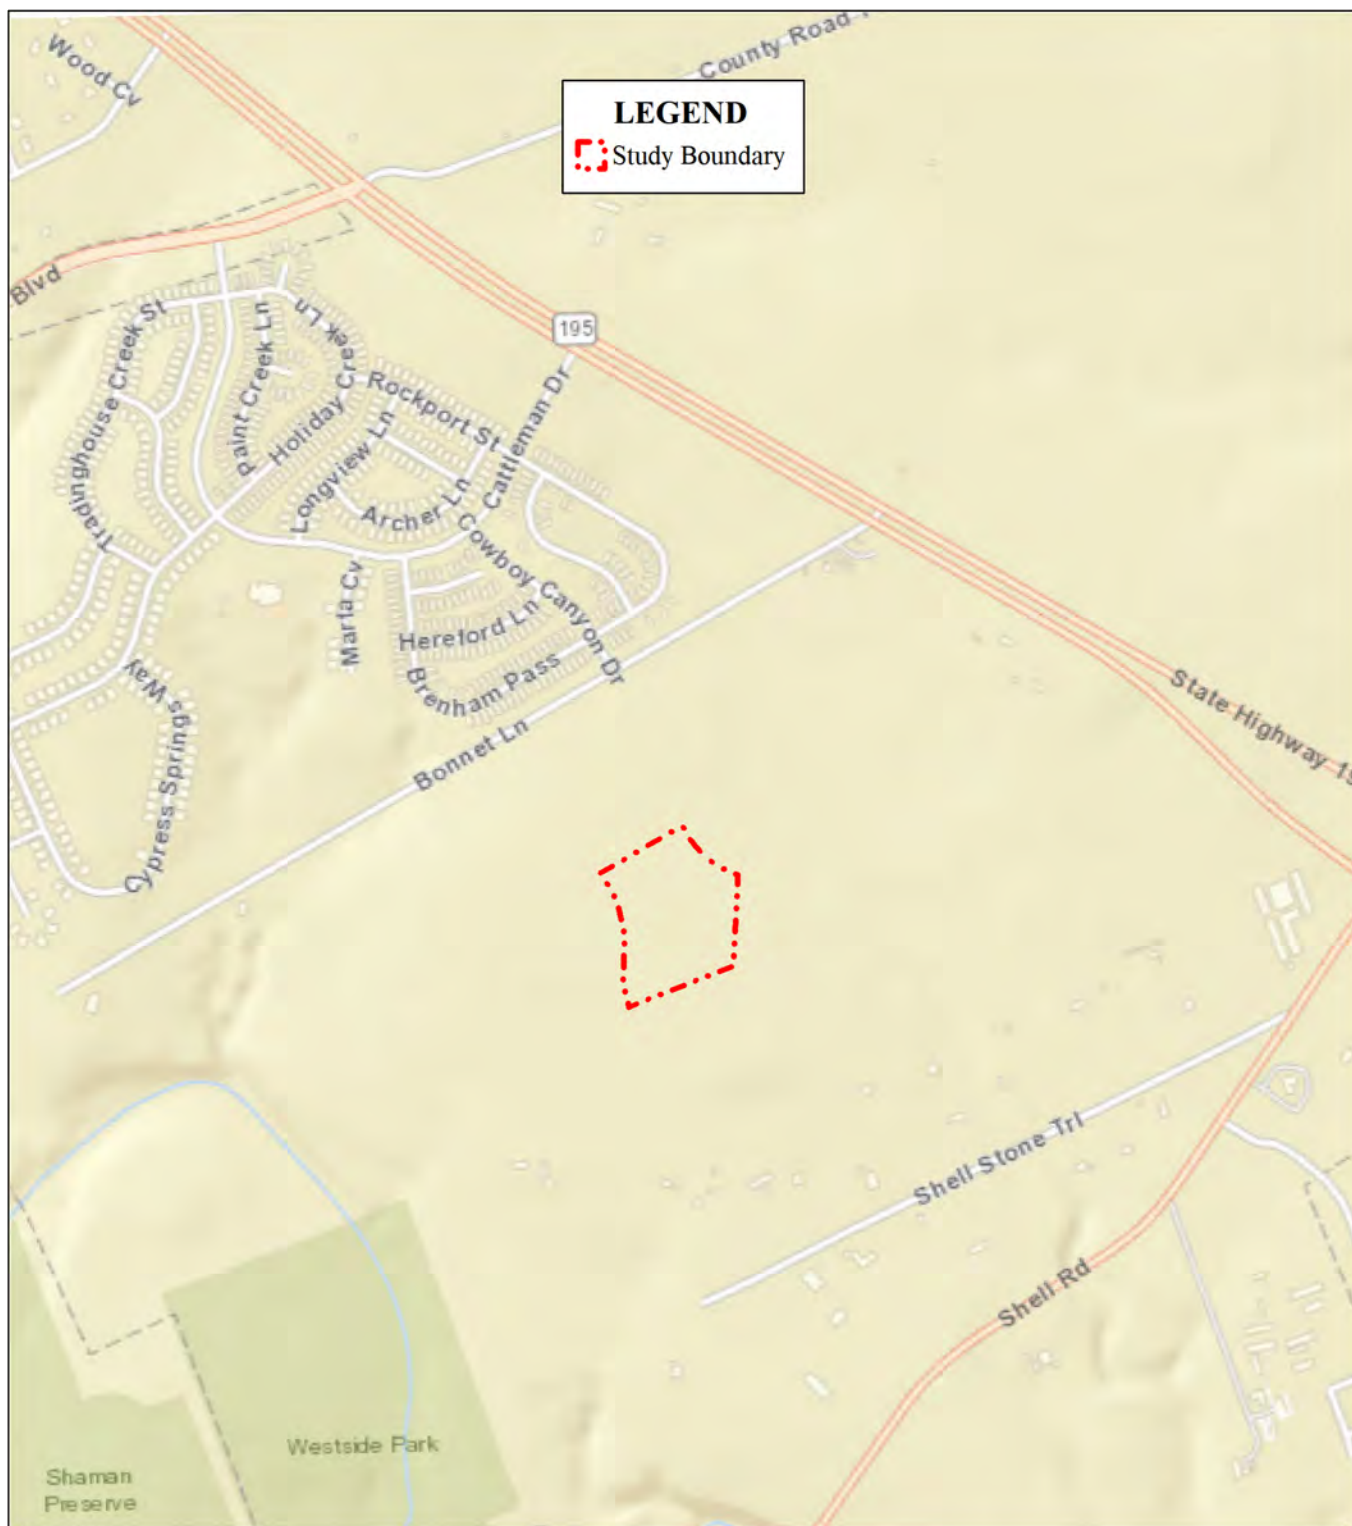 Wood Cv
County Road
LEGEND
Study Boundary
Blvd
195
Tradinghouse Creek St
Paint Creek Ln
Holiday Creek Ln
Rockport St
Cattleman Dr
Longview Ln
Archer Ln
Cowboy Canyon Dr
Marta Cv
Hereford Ln
Brenham Pass
Cypress Springs Way
Bonnet Ln
State Highway 19
Shell Stone Trl
Shell Rd
Westside Park
Shaman
Preserve